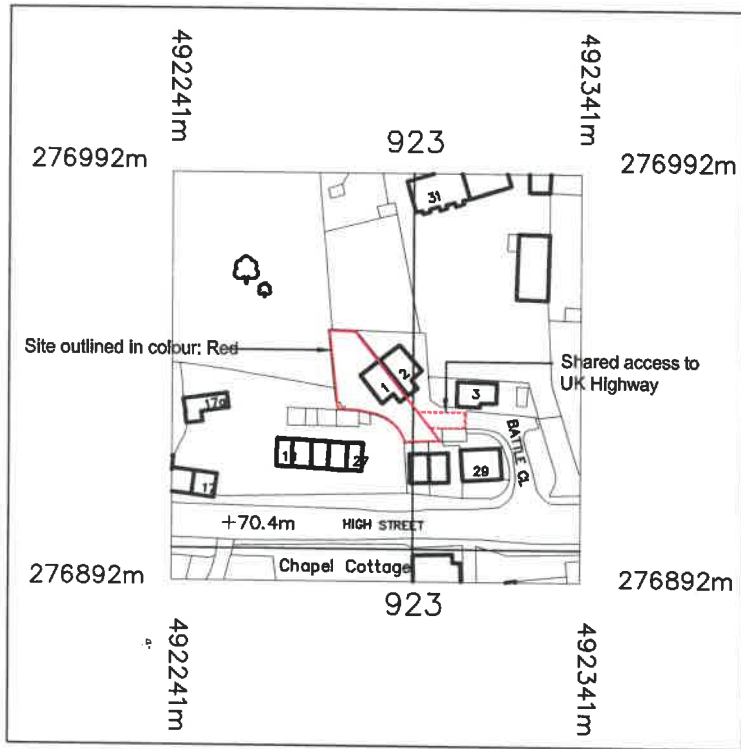 492241m
492341m
276992m
923
276992m
31
Site outlined in colour: Red
Shared access to
UK Highway
2
1
3
17a
BATTLE CL
27
29
17
+70.4m
HIGH STREET
Chapel Cottage
276892m
276892m
923
492241m
492341m